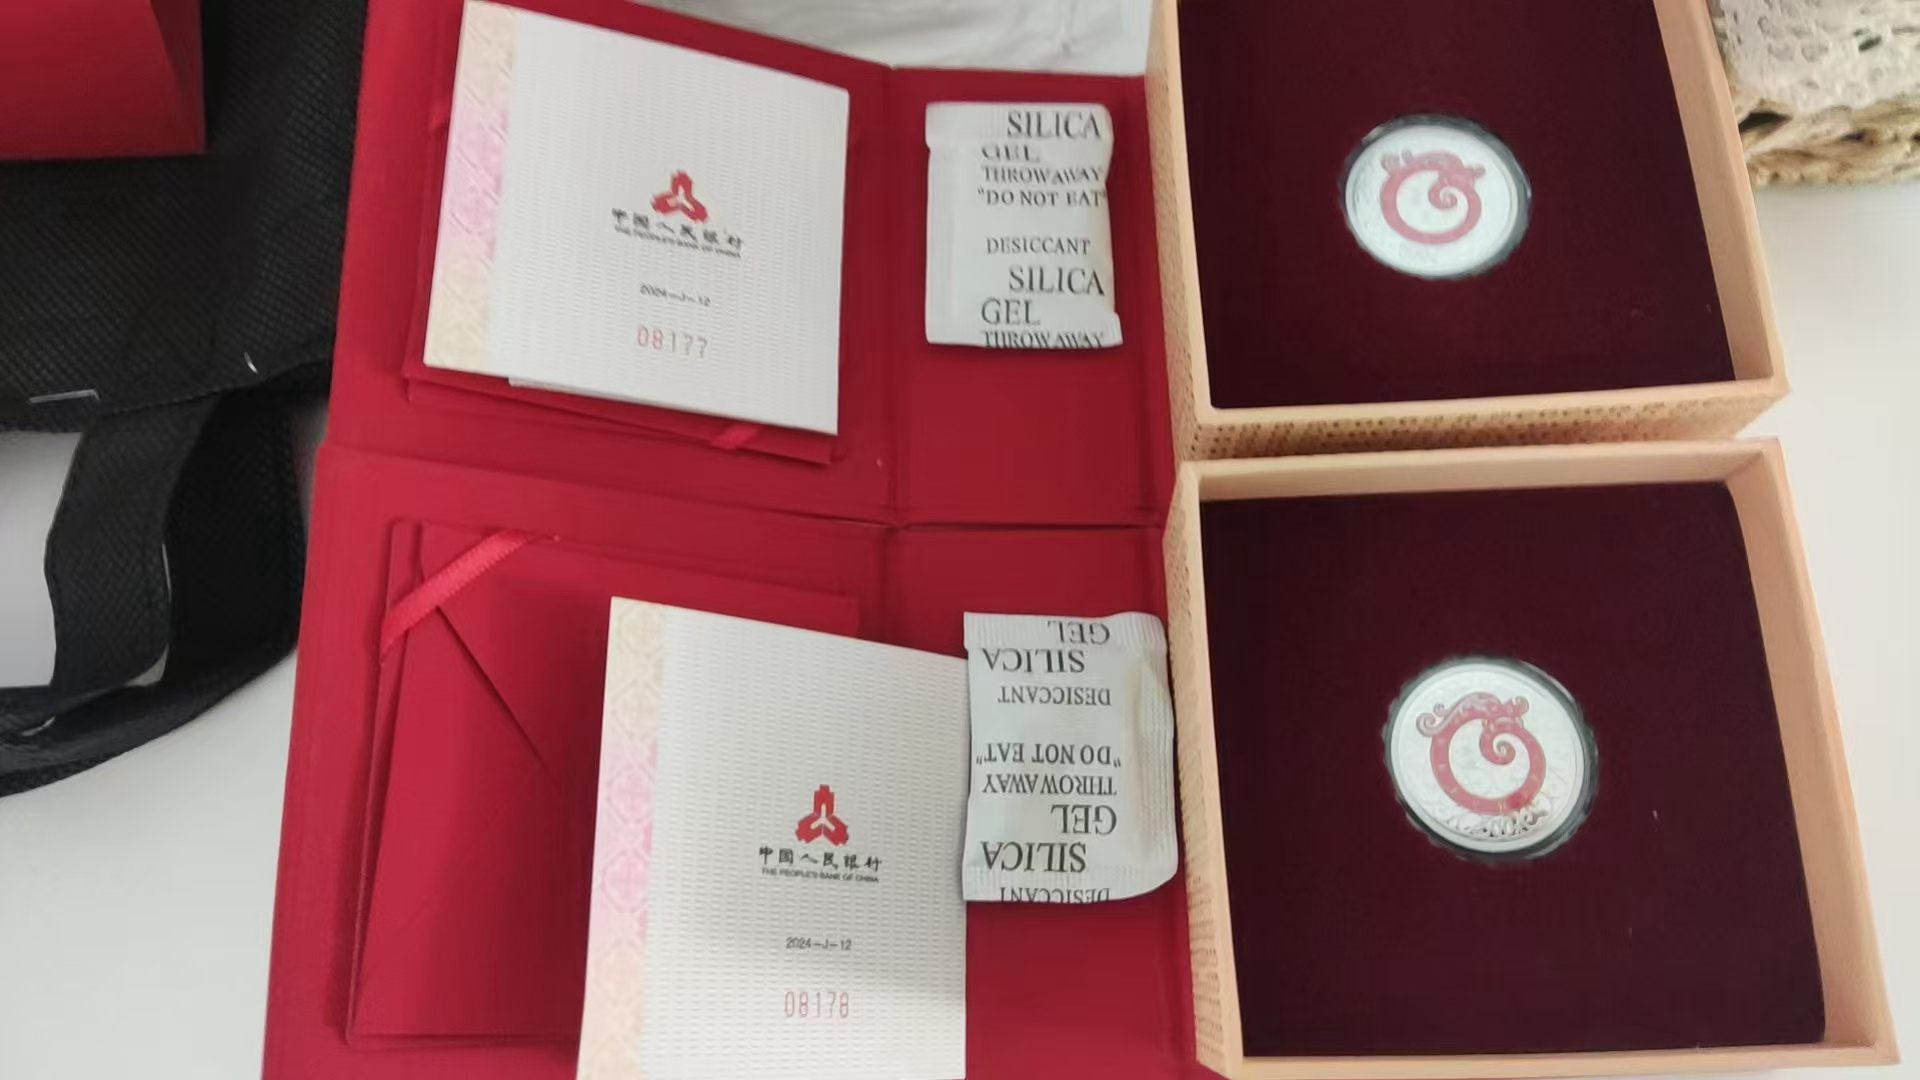 中国人民银行
THE PEOPLE'S BANK OF CHINA
2024-J-12
08177
SILICA
GEL
THROW AWAY
"DO NOT EAT"
DESICCANT
SILICA
GEL
THROW AWAY
中国人民银行
THE PEOPLE'S BANK OF CHINA
2024-J-12
08178
DESICCANT
SILICA
GEL
THROW AWAY
"DO NOT EAT"
DESICCANT
SILICA
GEL